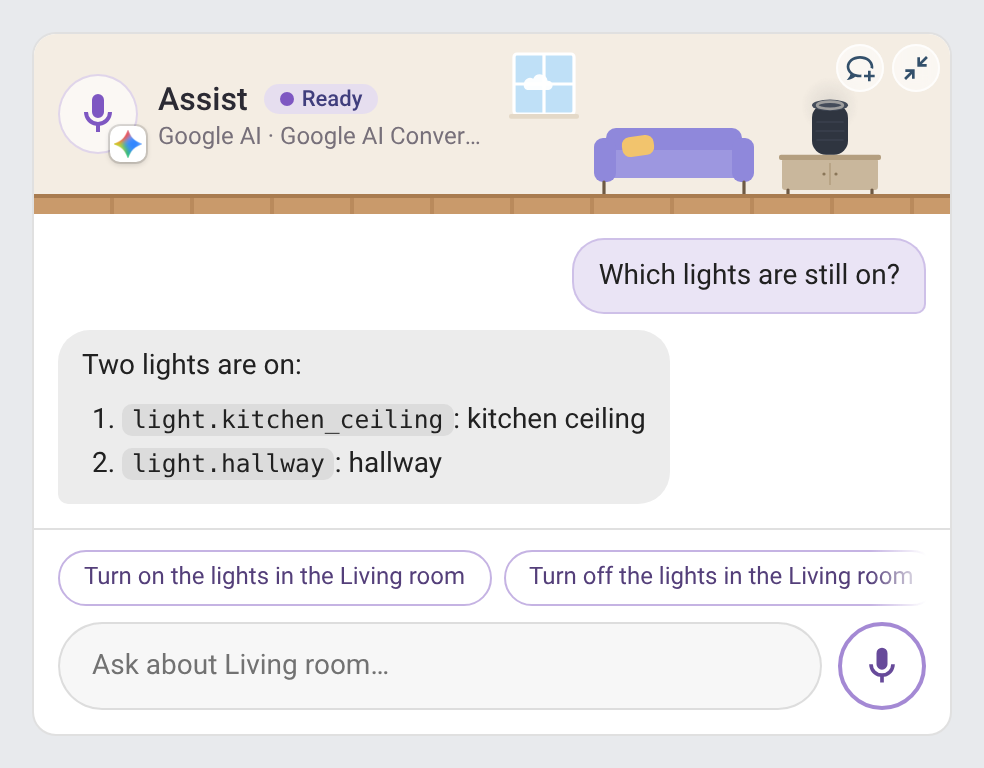 Assist
Ready
Google AI · Google AI Conver…
Which lights are still on?
Two lights are on:
1. light.kitchen_ceiling: kitchen ceiling
2. light.hallway: hallway
Turn on the lights in the Living room
Turn off the lights in the Living room
Ask about Living room…